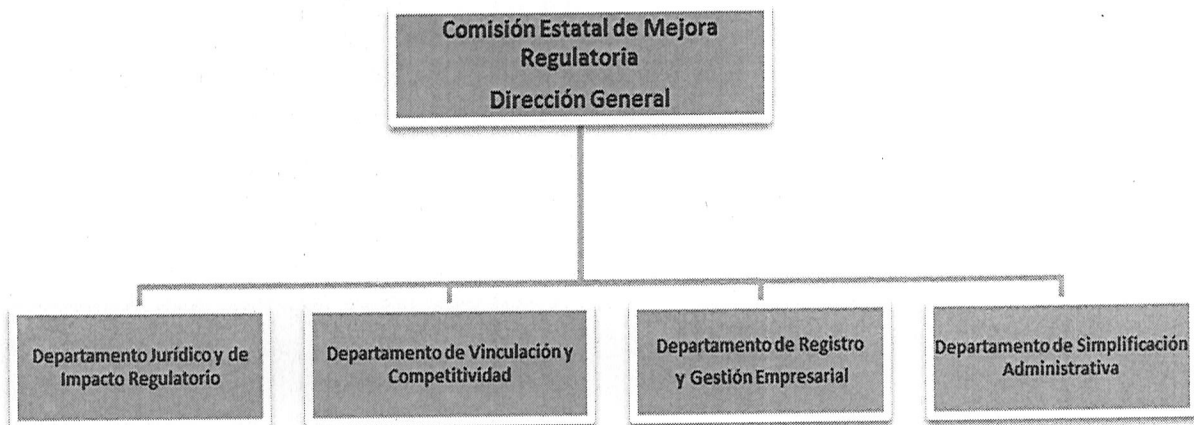 Comisión Estatal de Mejora
Regulatoria
Dirección General
Departamento Jurídico y de
Impacto Regulatorio
Departamento de Vinculación y
Competitividad
Departamento de Registro
y Gestión Empresarial
Departamento de Simplificación
Administrativa